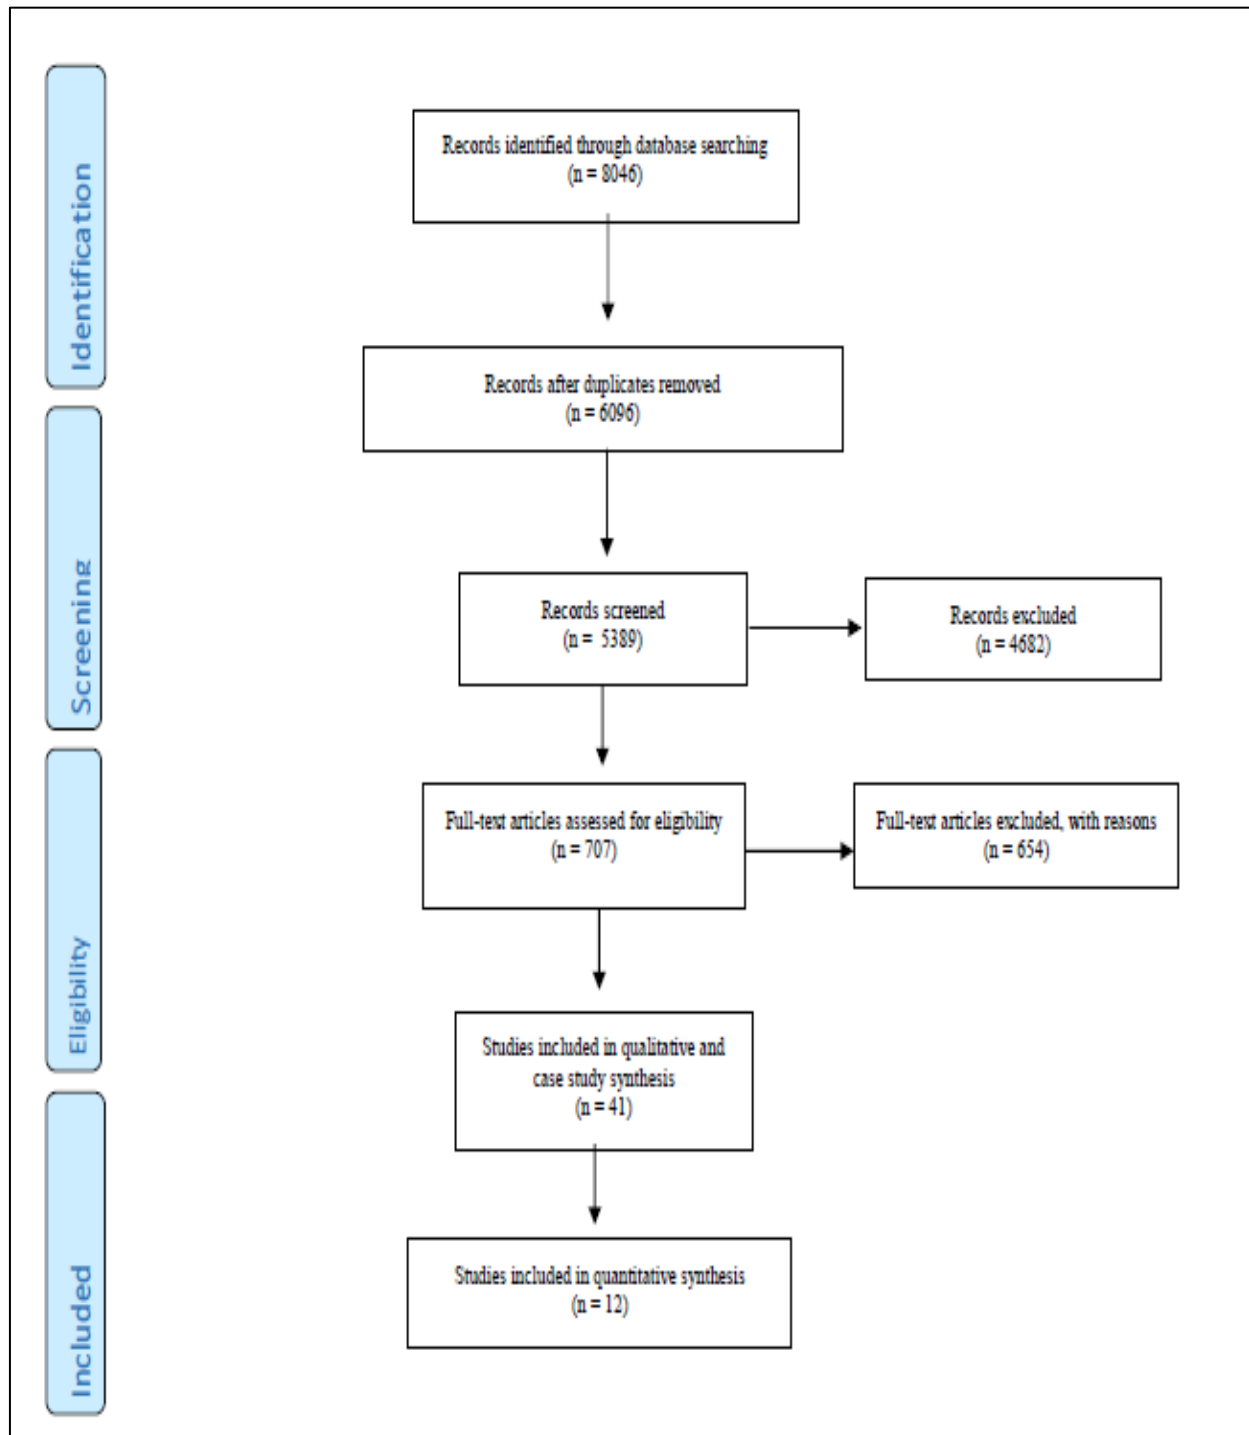 Identification
Records identified through database searching
(n = 8046)
Records after duplicates removed
(n = 6096)
Screening
Records screened
(n = 5389)
Records excluded
(n = 4682)
Eligibility
Full-text articles assessed for eligibility
(n = 707)
Full-text articles excluded, with reasons
(n = 654)
Studies included in qualitative and
case study synthesis
(n = 41)
Included
Studies included in quantitative synthesis
(n = 12)